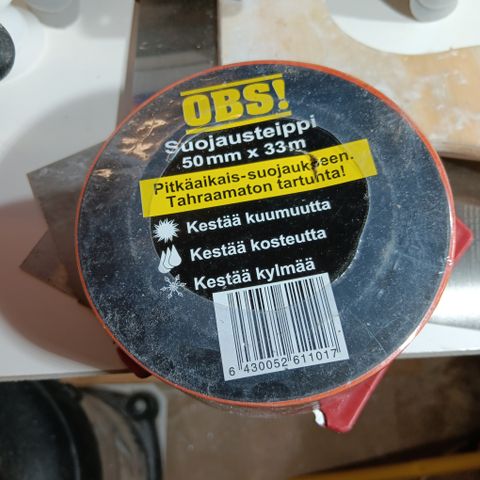 OBS!
Suojausteippi
50mm x 33m
Pitkäaikais-suojaukseen.
Tahraamaton tartunta!
Kestää kuumuutta
Kestää kosteutta
Kestää kylmää
6 430052 611017